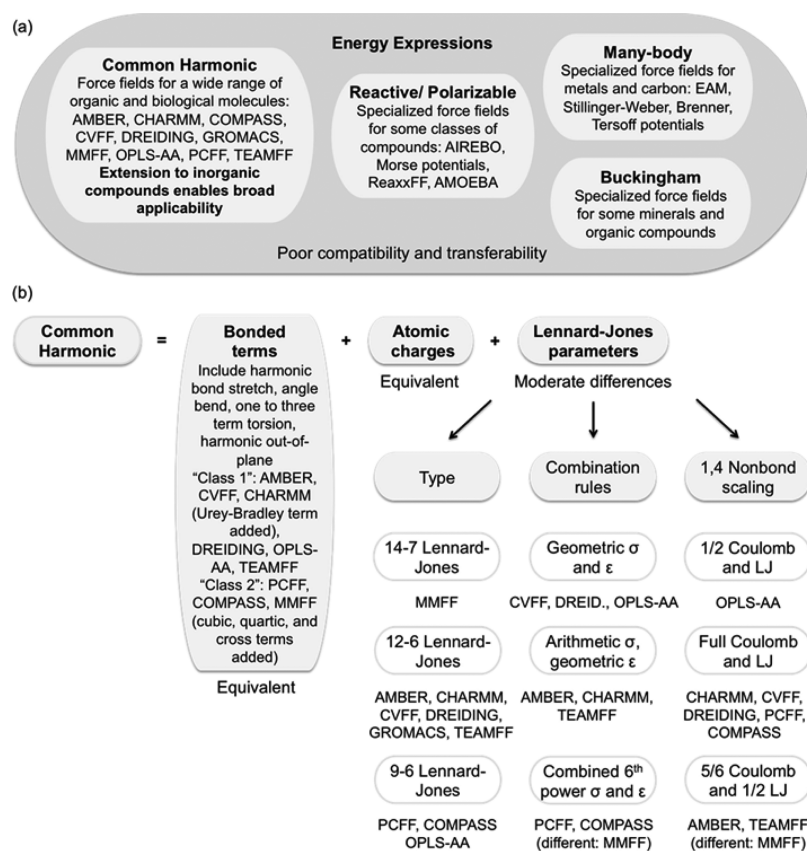 (a)
Energy Expressions
Common Harmonic
Force fields for a wide range of
organic and biological molecules:
AMBER, CHARMM, COMPASS,
CVFF, DREIDING, GROMACS,
MMFF, OPLS-AA, PCFF, TEAMFF
Extension to inorganic
compounds enables broad
applicability
Reactive/ Polarizable
Specialized force fields
for some classes of
compounds: AIREBO,
Morse potentials,
ReaxxFF, AMOEBA
Many-body
Specialized force fields for
metals and carbon: EAM,
Stillinger-Weber, Brenner,
Tersoff potentials
Buckingham
Specialized force fields
for some minerals and
organic compounds
Poor compatibility and transferability
(b)
Common
Harmonic
=
Bonded
terms
Include harmonic
bond stretch, angle
bend, one to three
term torsion,
harmonic out-of-
plane
“Class 1”: AMBER,
CVFF, CHARMM
(Urey-Bradley term
added),
DREIDING, OPLS-
AA, TEAMFF
“Class 2”: PCFF,
COMPASS, MMFF
(cubic, quartic, and
cross terms
added)
Equivalent
+
Atomic
charges
Equivalent
+
Lennard-Jones
parameters
Moderate differences
Type
14-7 Lennard-
Jones
MMFF
12-6 Lennard-
Jones
AMBER, CHARMM,
CVFF, DREIDING,
GROMACS, TEAMFF
9-6 Lennard-
Jones
PCFF, COMPASS
OPLS-AA
Combination
rules
Geometric σ
and ε
CVFF, DREID., OPLS-AA
Arithmetic σ,
geometric ε
AMBER, CHARMM,
TEAMFF
Combined 6th
power σ and ε
PCFF, COMPASS
(different: MMFF)
1,4 Nonbond
scaling
1/2 Coulomb
and LJ
OPLS-AA
Full Coulomb
and LJ
CHARMM, CVFF,
DREIDING, PCFF,
COMPASS
5/6 Coulomb
and 1/2 LJ
AMBER, TEAMFF
(different: MMFF)